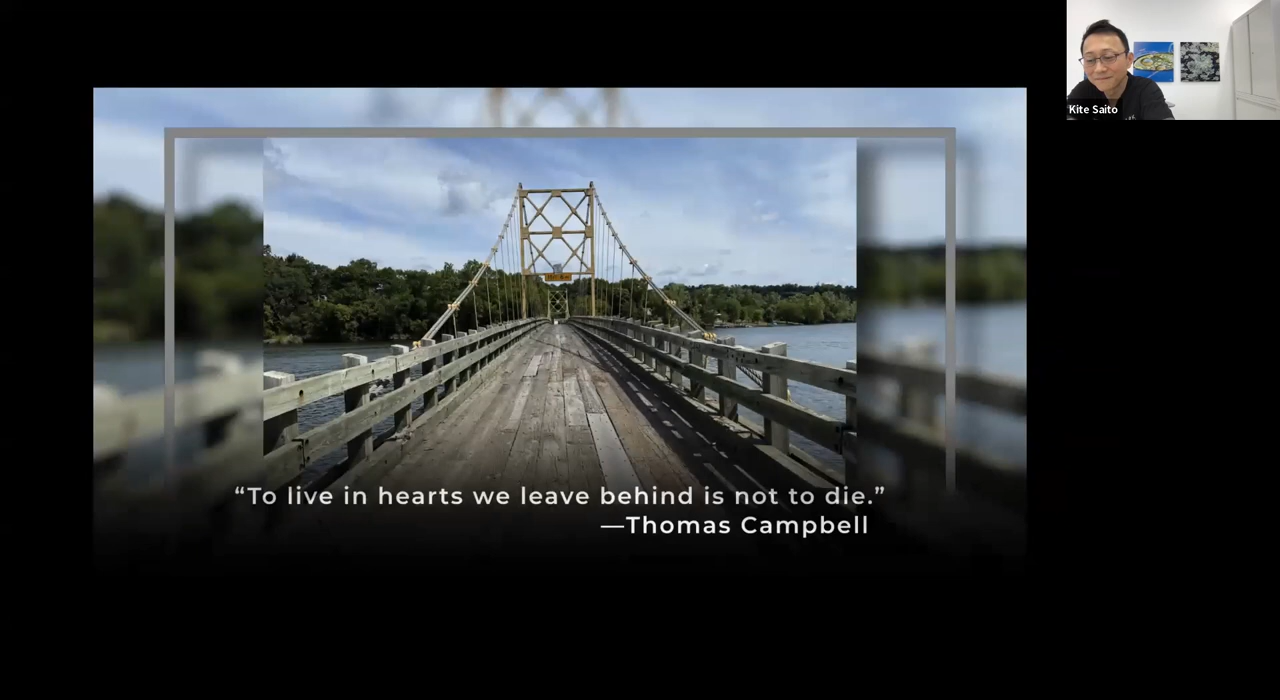 “To live in hearts we leave behind is not to die.”
—Thomas Campbell
Kite Saito